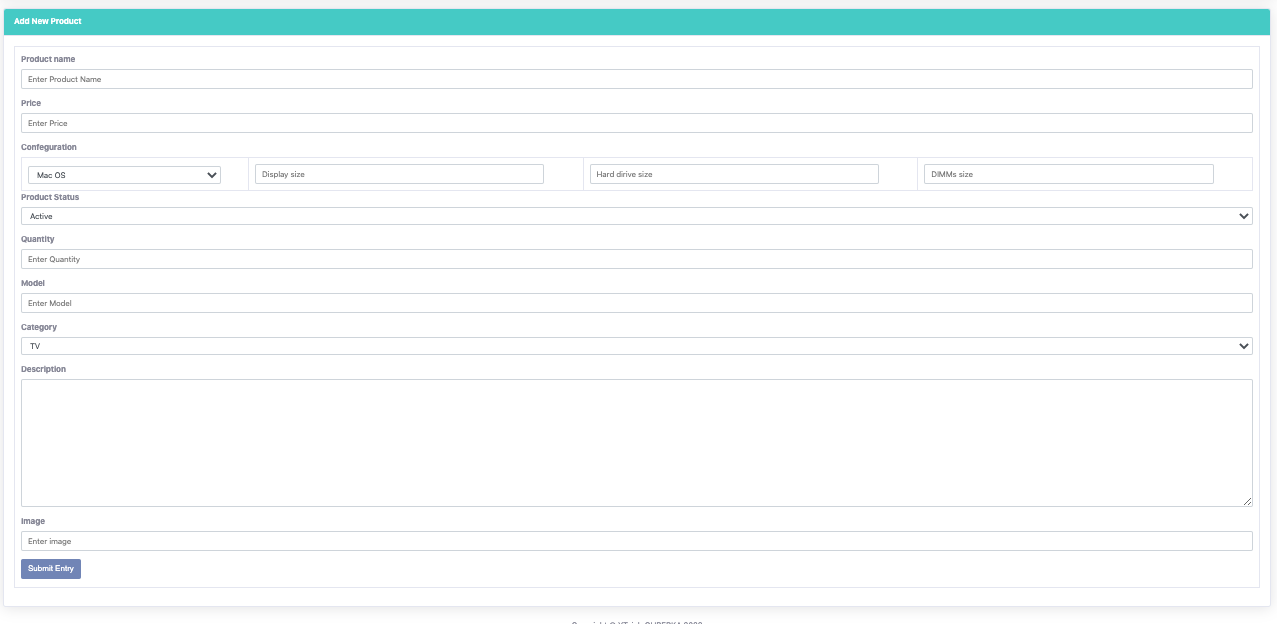 Add New Product
Product name
Enter Product Name
Price
Enter Price
Confeguration
Mac OS Display size Hard dirive size DIMMs size
Product Status
Active
Quantity
Enter Quantity
Model
Enter Model
Category
TV
Description
Image
Enter image
Submit Entry